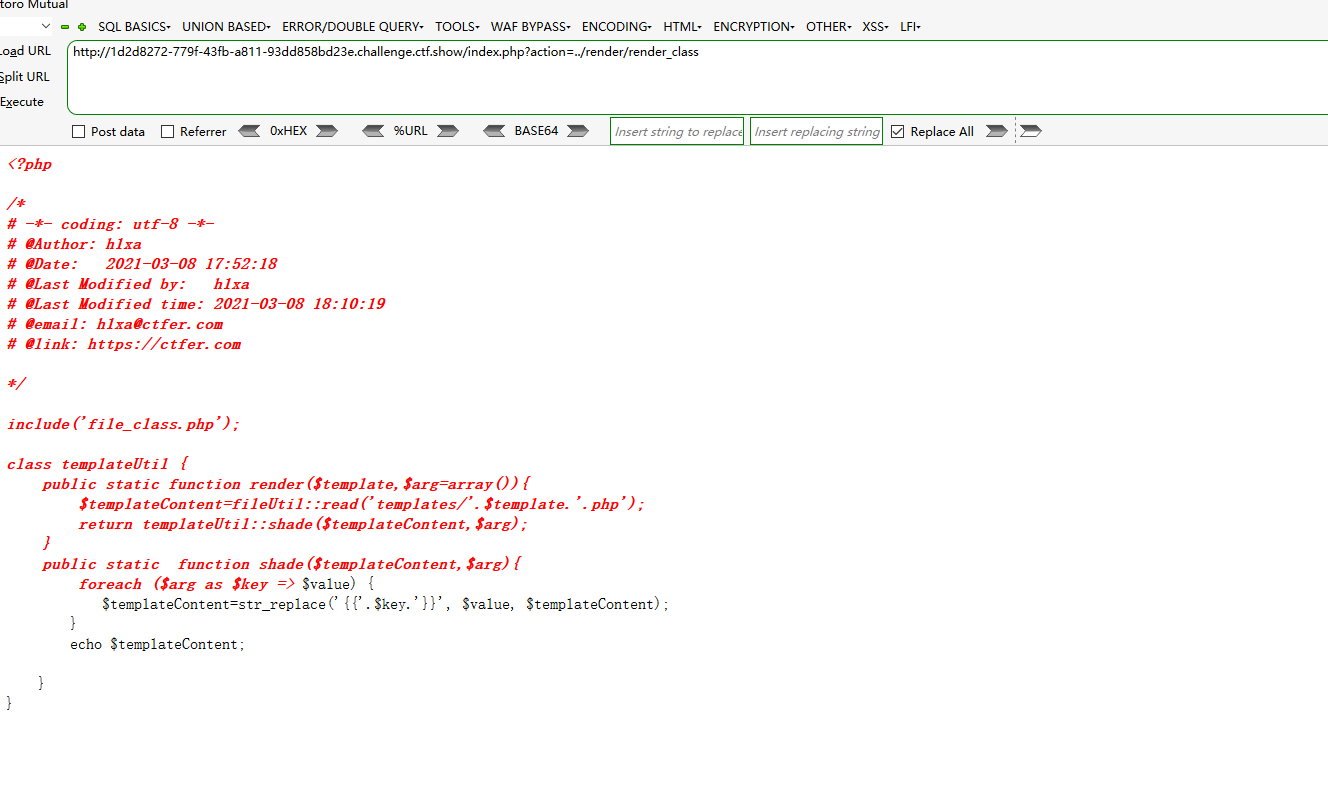 toro Mutual
SQL BASICS▾ UNION BASED▾ ERROR/DOUBLE QUERY▾ TOOLS▾ WAF BYPASS▾ ENCODING▾ HTML▾ ENCRYPTION▾ OTHER▾ XSS▾ LFI▾
Load URL
http://1d2d8272-779f-43fb-a811-93dd858bd23e.challenge.ctf.show/index.php?action=../render/render_class
Split URL
Execute
Post data Referrer 0xHEX %URL BASE64 Insert string to replace Insert replacing string Replace All
<?php
/*
# -*- coding: utf-8 -*-
# @Author: h1xa
# @Date:   2021-03-08 17:52:18
# @Last Modified by:   h1xa
# @Last Modified time: 2021-03-08 18:10:19
# @email: h1xa@ctfer.com
# @link: https://ctfer.com
*/
include('file_class.php');
class templateUtil {
    public static function render($template,$arg=array()){
        $templateContent=fileUtil::read('templates/'.$template.'.php');
        return templateUtil::shade($templateContent,$arg);
    }
    public static  function shade($templateContent,$arg){
        foreach ($arg as $key => $value) {
            $templateContent=str_replace('{{'.$key.'}}', $value, $templateContent);
        }
        echo $templateContent;
    }
}